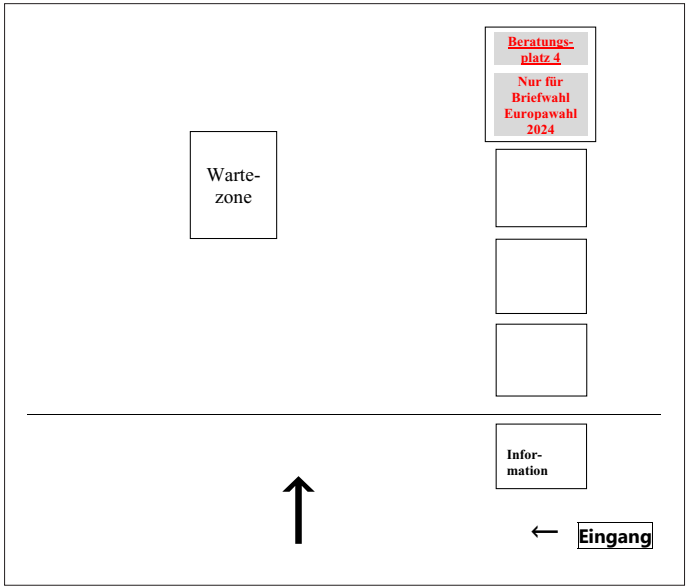 Beratungs-
platz 4
Nur für
Briefwahl
Europawahl
2024
Warte-
zone
Infor-
mation
Eingang